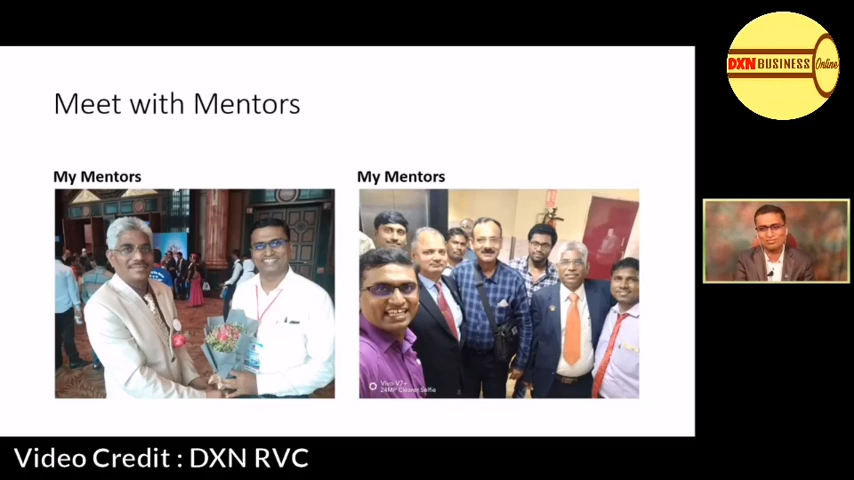 DXN BUSINESS Online
Meet with Mentors
My Mentors
My Mentors
Vivo V7+
24MP Clearer Selfie
Video Credit : DXN RVC